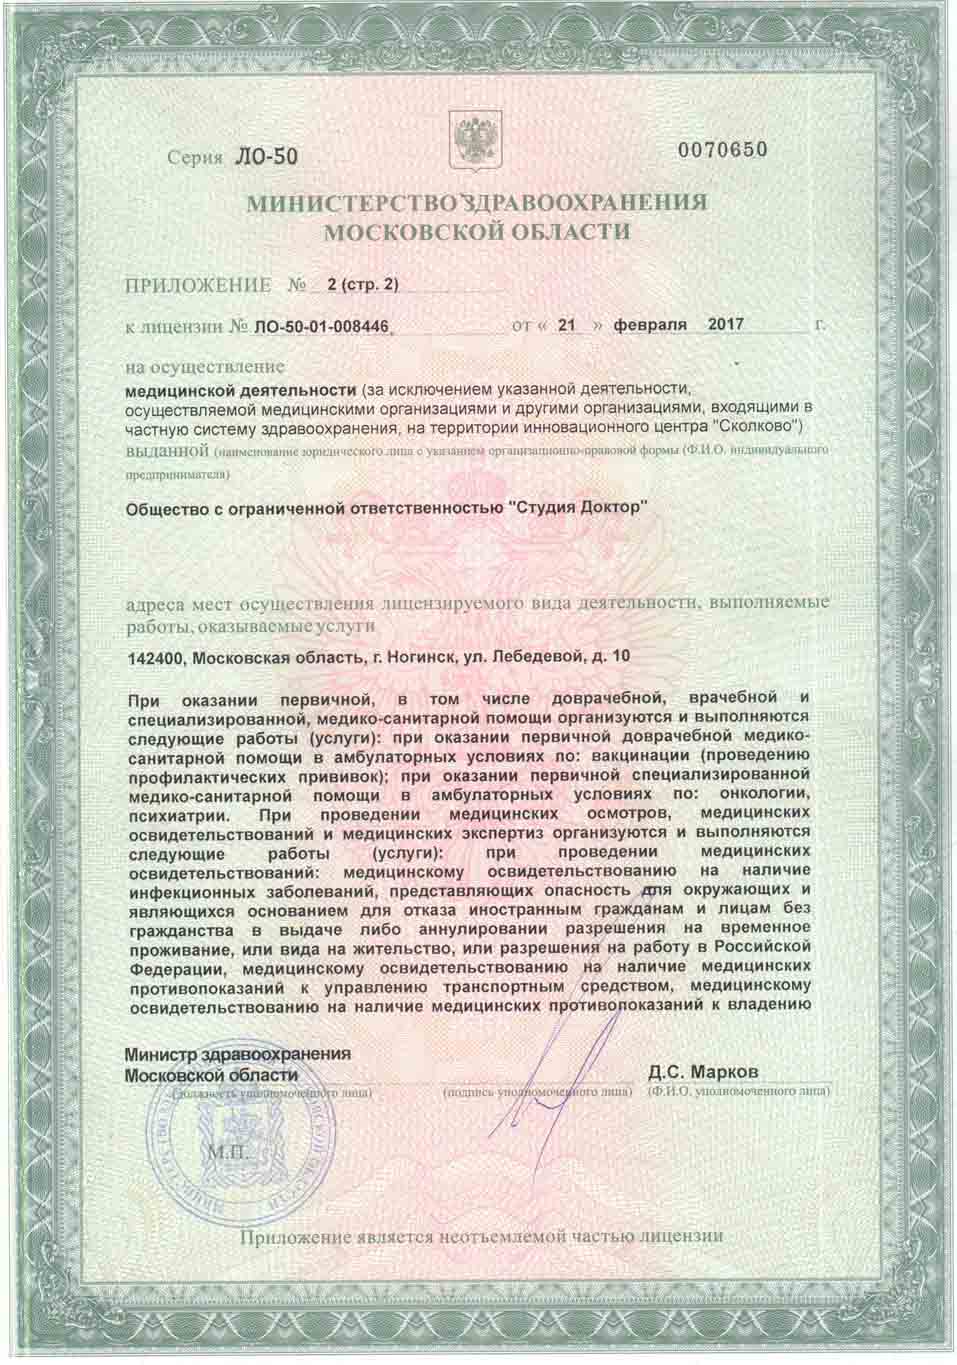 Серия ЛО-50
0070650
МИНИСТЕРСТВО ЗДРАВООХРАНЕНИЯ
МОСКОВСКОЙ ОБЛАСТИ
ПРИЛОЖЕНИЕ № 2 (стр. 2)
к лицензии № ЛО-50-01-008446 от « 21 » февраля 2017 г.
на осуществление
медицинской деятельности (за исключением указанной деятельности,
осуществляемой медицинскими организациями и другими организациями, входящими в
частную систему здравоохранения, на территории инновационного центра "Сколково")
выданной (наименование юридического лица с указанием организационно-правовой формы (Ф.И.О. индивидуального
предпринимателя)
Общество с ограниченной ответственностью "Студия Доктор"
адреса мест осуществления лицензируемого вида деятельности, выполняемые
работы, оказываемые услуги
142400, Московская область, г. Ногинск, ул. Лебедевой, д. 10
При оказании первичной, в том числе доврачебной, врачебной и
специализированной, медико-санитарной помощи организуются и выполняются
следующие работы (услуги): при оказании первичной доврачебной медико-
санитарной помощи в амбулаторных условиях по: вакцинации (проведению
профилактических прививок); при оказании первичной специализированной
медико-санитарной помощи в амбулаторных условиях по: онкологии,
психиатрии. При проведении медицинских осмотров, медицинских
освидетельствований и медицинских экспертиз организуются и выполняются
следующие работы (услуги): при проведении медицинских
освидетельствований: медицинскому освидетельствованию на наличие
инфекционных заболеваний, представляющих опасность для окружающих и
являющихся основанием для отказа иностранным гражданам и лицам без
гражданства в выдаче либо аннулировании разрешения на временное
проживание, или вида на жительство, или разрешения на работу в Российской
Федерации, медицинскому освидетельствованию на наличие медицинских
противопоказаний к управлению транспортным средством, медицинскому
освидетельствованию на наличие медицинских противопоказаний к владению
Министр здравоохранения
Московской области
Д.С. Марков
(должность уполномоченного лица) (подпись уполномоченного лица) (Ф.И.О. уполномоченного лица)
М.П.
Приложение является неотъемлемой частью лицензии